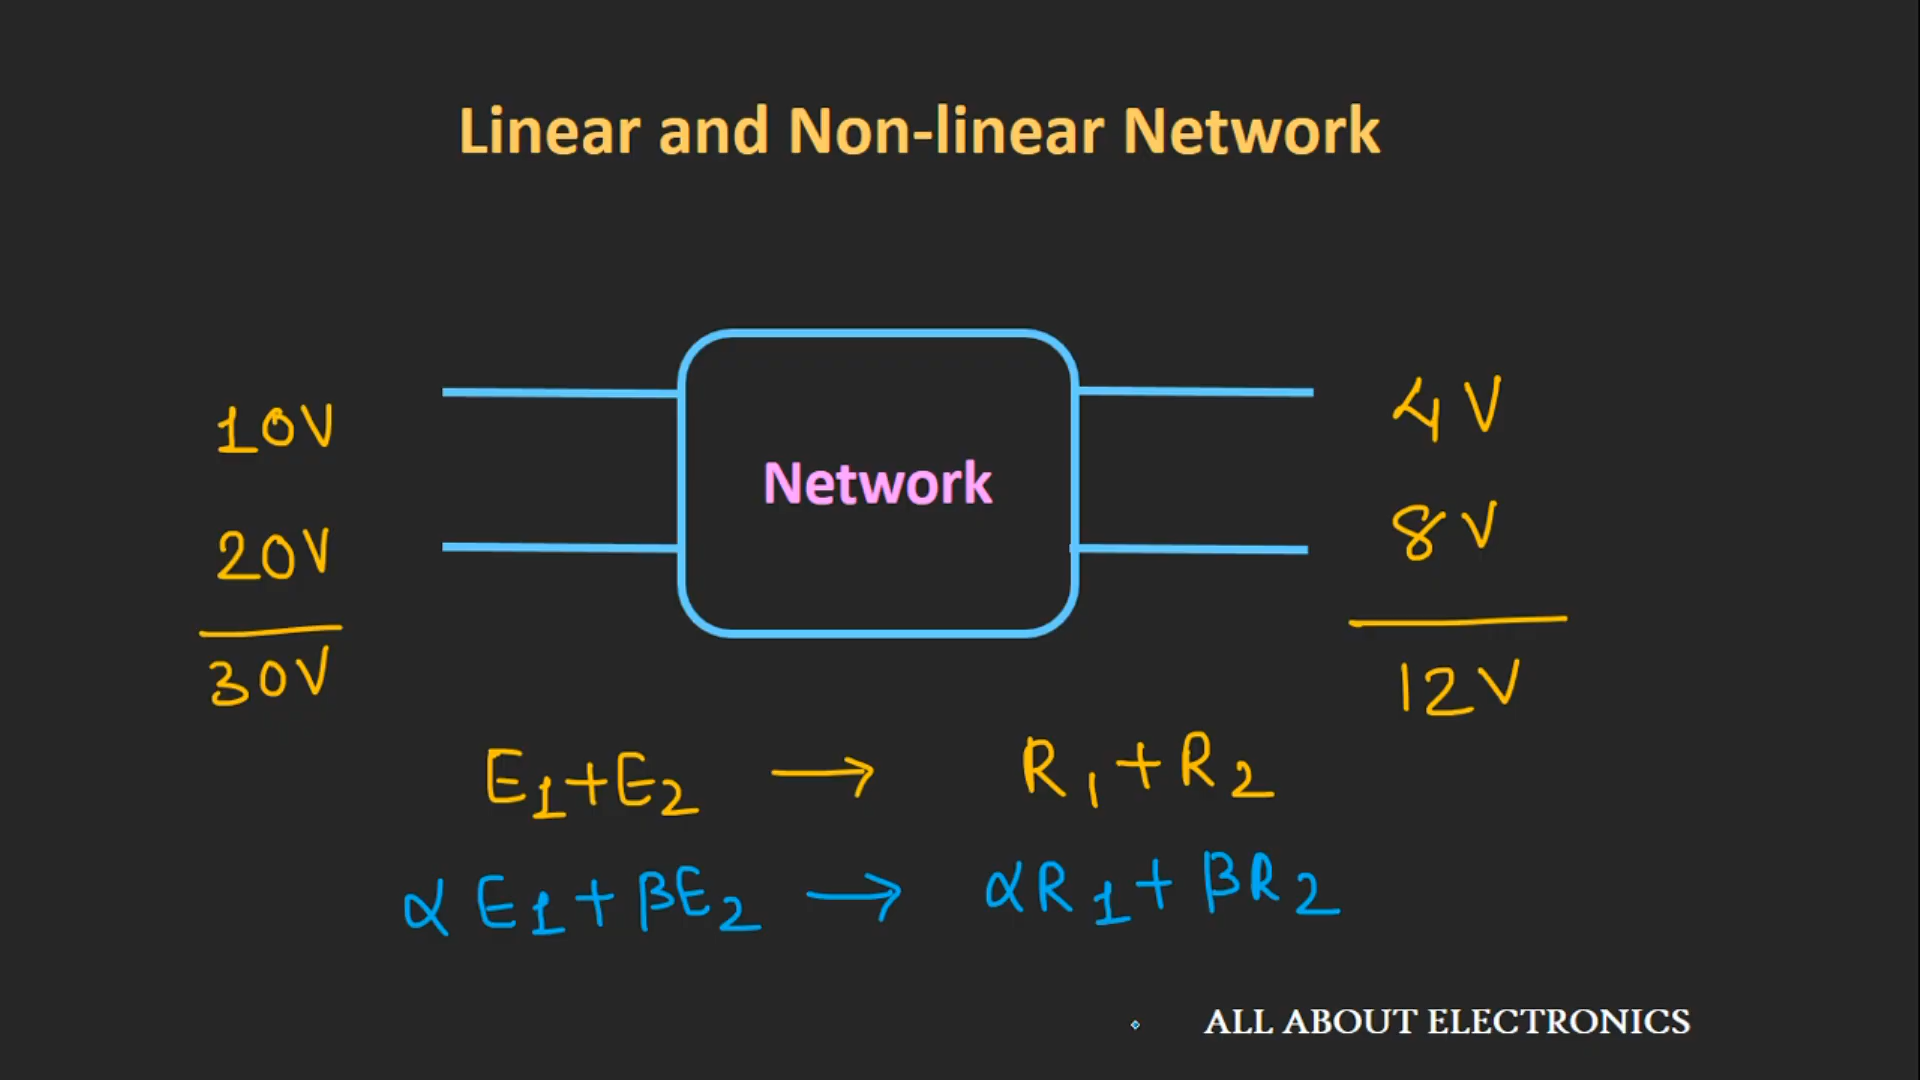 Linear and Non-linear Network
10V
20V
30V
Network
4V
8V
12V
E1+E2 → R1+R2
αE1+βE2 → αR1+βR2
ALL ABOUT ELECTRONICS